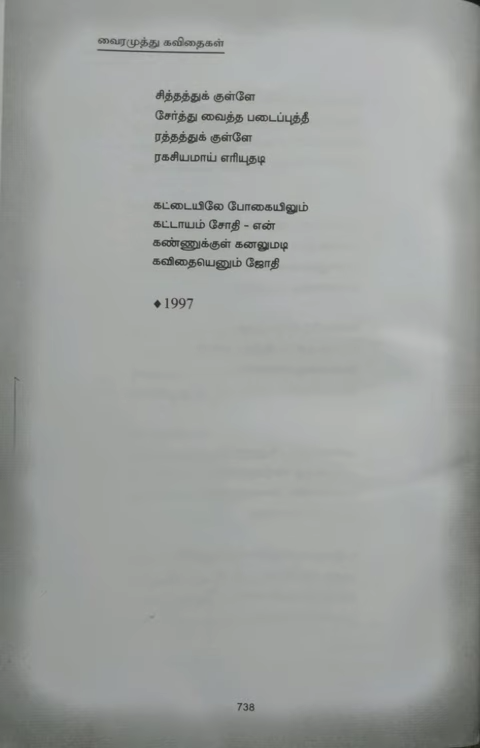 வைரமுத்து கவிதைகள்
சித்தத்துக் குள்ளே
சேர்த்து வைத்த படைப்புத்தீ
ரத்தத்துக் குள்ளே
ரகசியமாய் எரியுதடி
கட்டையிலே போகையிலும்
கட்டாயம் சோதி - என்
கண்ணுக்குள் கனலுமடி
கவிதையெனும் ஜோதி
◆ 1997
738